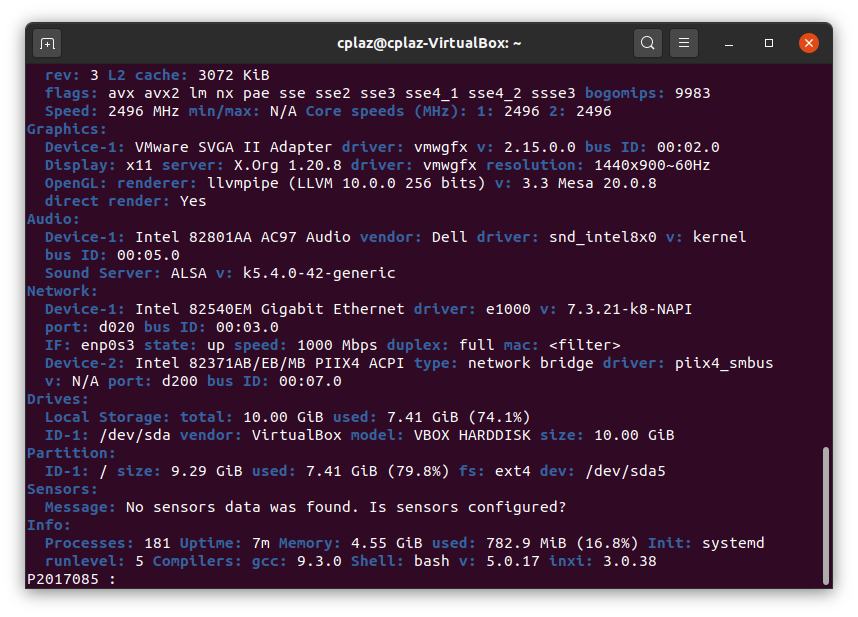 cplaz@cplaz-VirtualBox: ~
rev: 3 L2 cache: 3072 KiB
flags: avx avx2 lm nx pae sse sse2 sse3 sse4_1 sse4_2 ssse3 bogomips: 9983
Speed: 2496 MHz min/max: N/A Core speeds (MHz): 1: 2496 2: 2496
Graphics:
Device-1: VMware SVGA II Adapter driver: vmwgfx v: 2.15.0.0 bus ID: 00:02.0
Display: x11 server: X.Org 1.20.8 driver: vmwgfx resolution: 1440x900~60Hz
OpenGL: renderer: llvmpipe (LLVM 10.0.0 256 bits) v: 3.3 Mesa 20.0.8
direct render: Yes
Audio:
Device-1: Intel 82801AA AC97 Audio vendor: Dell driver: snd_intel8x0 v: kernel
bus ID: 00:05.0
Sound Server: ALSA v: k5.4.0-42-generic
Network:
Device-1: Intel 82540EM Gigabit Ethernet driver: e1000 v: 7.3.21-k8-NAPI
port: d020 bus ID: 00:03.0
IF: enp0s3 state: up speed: 1000 Mbps duplex: full mac: <filter>
Device-2: Intel 82371AB/EB/MB PIIX4 ACPI type: network bridge driver: piix4_smbus
v: N/A port: d200 bus ID: 00:07.0
Drives:
Local Storage: total: 10.00 GiB used: 7.41 GiB (74.1%)
ID-1: /dev/sda vendor: VirtualBox model: VBOX HARDDISK size: 10.00 GiB
Partition:
ID-1: / size: 9.29 GiB used: 7.41 GiB (79.8%) fs: ext4 dev: /dev/sda5
Sensors:
Message: No sensors data was found. Is sensors configured?
Info:
Processes: 181 Uptime: 7m Memory: 4.55 GiB used: 782.9 MiB (16.8%) Init: systemd
runlevel: 5 Compilers: gcc: 9.3.0 Shell: bash v: 5.0.17 inxi: 3.0.38
P2017085 :